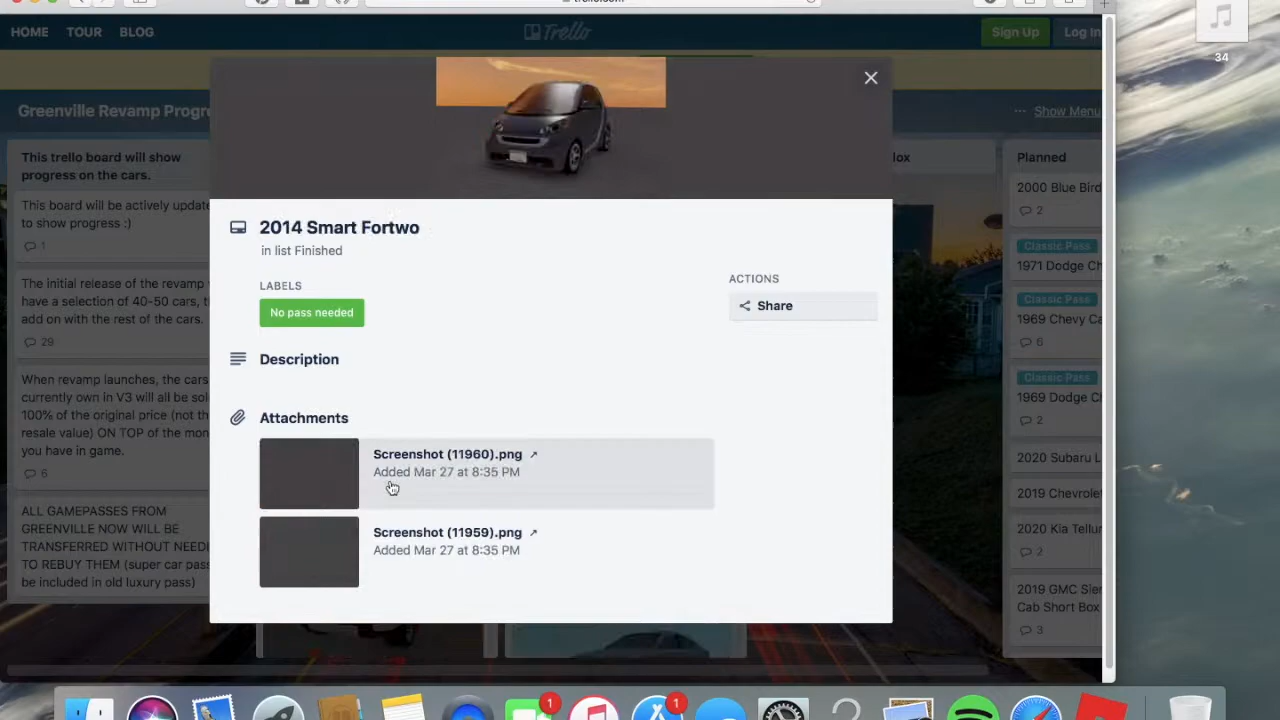 trello.com
HOME TOUR BLOG
Trello
Sign Up
Log In
34
Greenville Revamp Progre
Show Menu
This trello board will show
progress on the cars.
This board will be actively update
to show progress :)
1
The initial release of the revamp
have a selection of 40-50 cars, t
add on with the rest of the cars.
29
When revamp launches, the cars
currently own in V3 will all be sol
100% of the original price (not th
resale value) ON TOP of the mon
you have in game.
6
ALL GAMEPASSES FROM
GREENVILLE NOW WILL BE
TRANSFERRED WITHOUT NEED
TO REBUY THEM (super car pas
be included in old luxury pass)
2014 Smart Fortwo
in list Finished
LABELS
No pass needed
ACTIONS
Share
Description
Attachments
Screenshot (11960).png ↗
Added Mar 27 at 8:35 PM
Screenshot (11959).png ↗
Added Mar 27 at 8:35 PM
lox
Planned
2000 Blue Bird
2
Classic Pass
1971 Dodge Ch
Classic Pass
1969 Chevy Ca
6
Classic Pass
1969 Dodge C
2
2020 Subaru L
2019 Chevrolet
2020 Kia Tellur
2
2019 GMC Sier
Cab Short Box
3
1
1